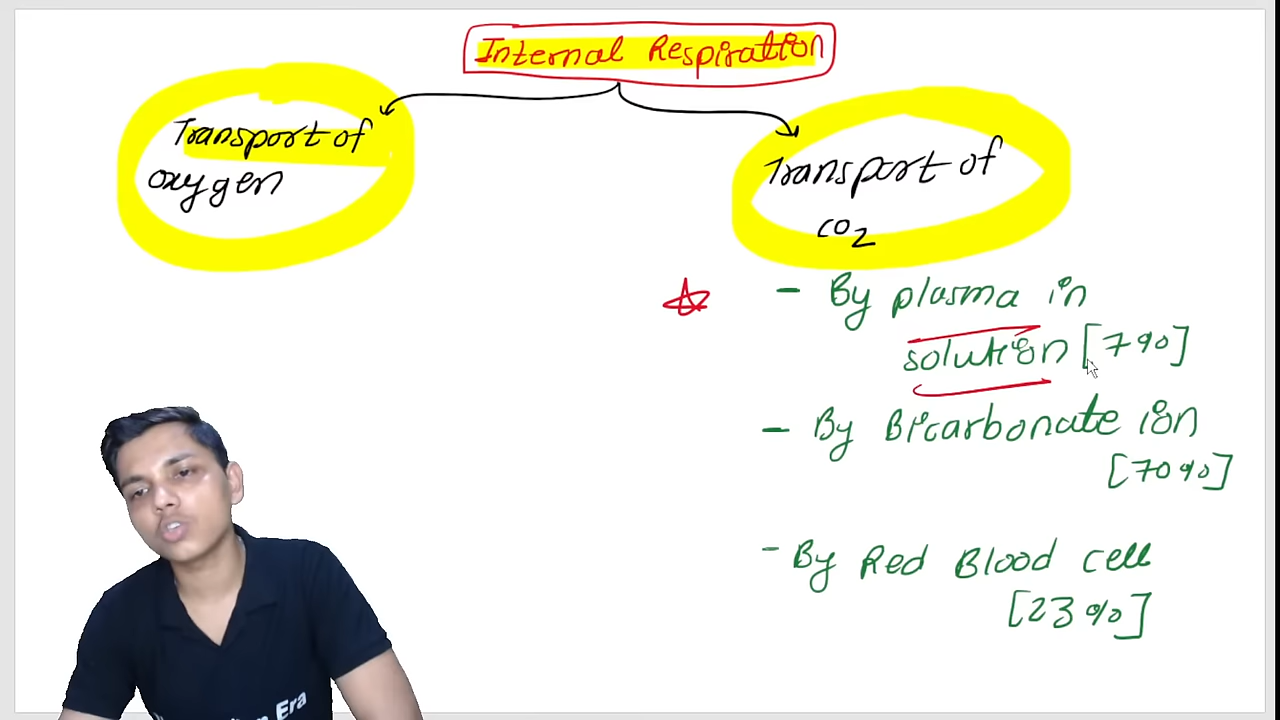 Internal Respiration
Transport of
oxygen
Transport of
CO2
- By plasma in
solution [7%]
- By Bicarbonate ion
[70%]
- By Red Blood cell
[23%]
Era